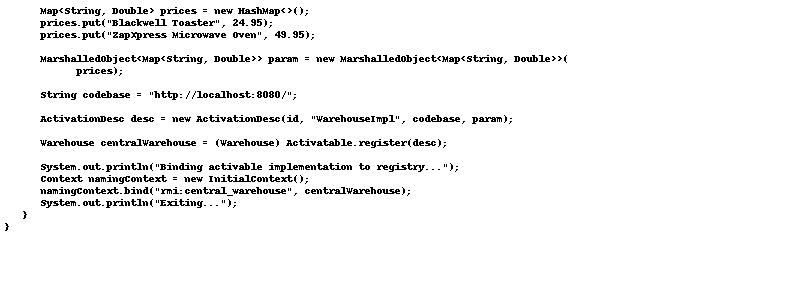 Map<String, Double> prices = new HashMap<>();
prices.put("Blackwell Toaster", 24.95);
prices.put("ZapXpress Microwave Oven", 49.95);
MarshalledObject<Map<String, Double>> param = new MarshalledObject<Map<String, Double>>(
prices);
String codebase = "http://localhost:8080/";
ActivationDesc desc = new ActivationDesc(id, "WarehouseImpl", codebase, param);
Warehouse centralWarehouse = (Warehouse) Activatable.register(desc);
System.out.println("Binding activable implementation to registry...");
Context namingContext = new InitialContext();
namingContext.bind("rmi:central_warehouse", centralWarehouse);
System.out.println("Exiting...");
}
}